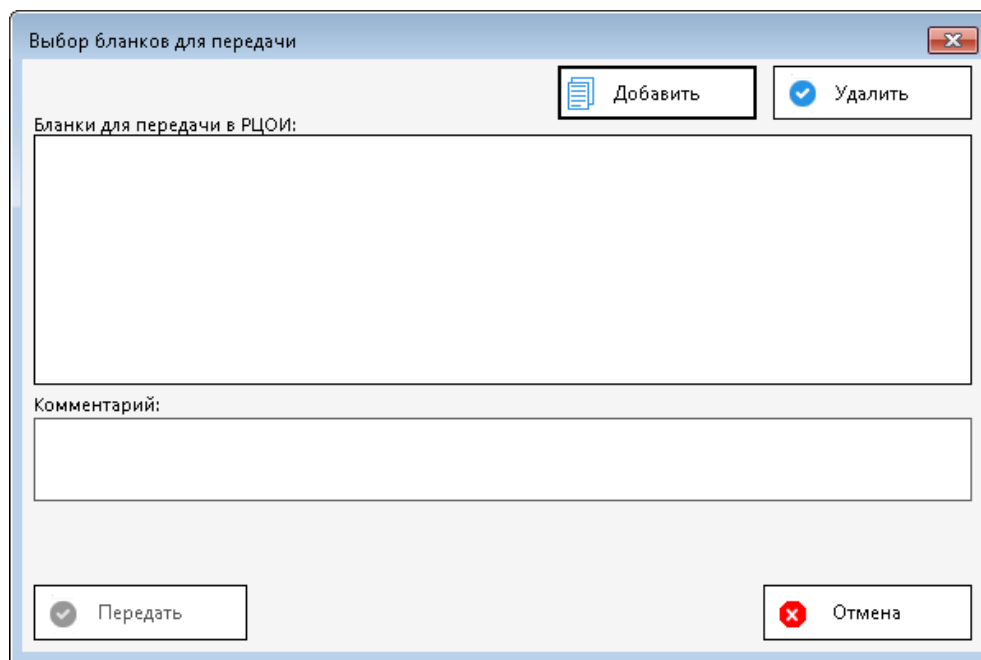 Выбор бланков для передачи
Добавить
Удалить
Бланки для передачи в РЦОИ:
Комментарий:
Передать
Отмена